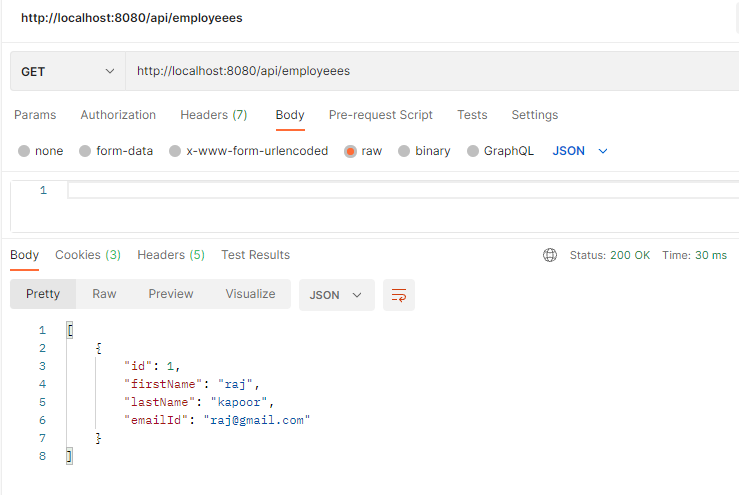 http://localhost:8080/api/employeees
GET http://localhost:8080/api/employeees
Params Authorization Headers (7) Body Pre-request Script Tests Settings
none form-data x-www-form-urlencoded raw binary GraphQL JSON
1
Body Cookies (3) Headers (5) Test Results Status: 200 OK Time: 30 ms
Pretty Raw Preview Visualize JSON
1 [
2 {
3 "id": 1,
4 "firstName": "raj",
5 "lastName": "kapoor",
6 "emailId": "raj@gmail.com"
7 }
8 ]